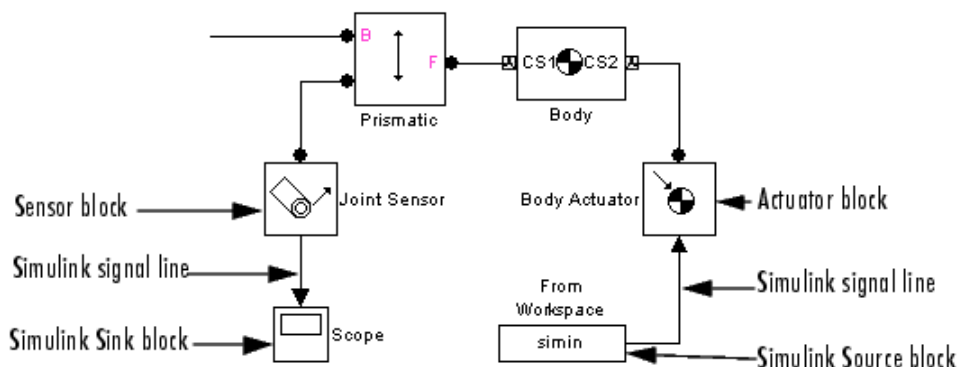 B
F
CS1 CS2
Prismatic
Body
Sensor block
Joint Sensor
Body Actuator
Actuator block
Simulink signal line
From
Workspace
Simulink signal line
Simulink Sink block
Scope
simin
Simulink Source block